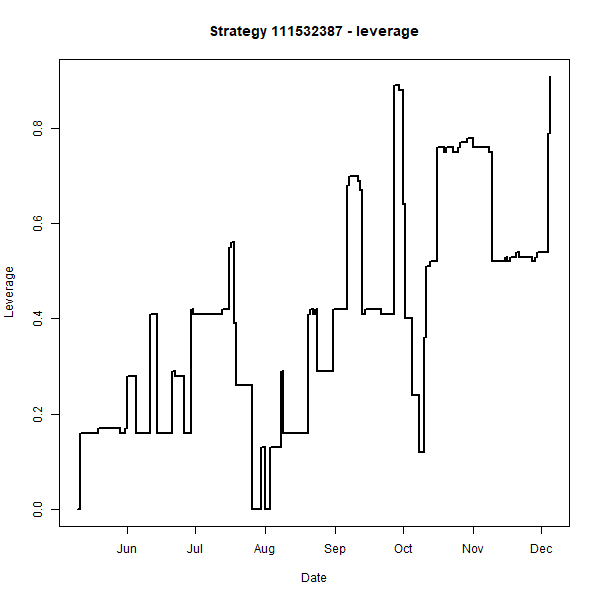 Strategy 111532387 - leverage
Leverage
0.8
0.6
0.4
0.2
0.0
Jun Jul Aug Sep Oct Nov Dec
Date